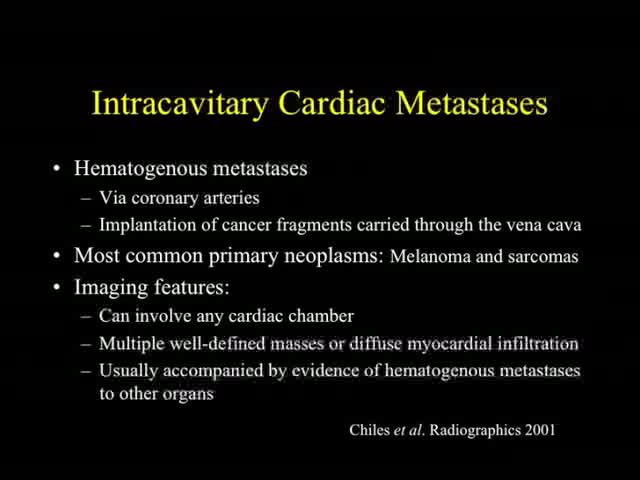 Intracavitary Cardiac Metastases
• Hematogenous metastases
– Via coronary arteries
– Implantation of cancer fragments carried through the vena cava
• Most common primary neoplasms: Melanoma and sarcomas
• Imaging features:
– Can involve any cardiac chamber
– Multiple well-defined masses or diffuse myocardial infiltration
– Usually accompanied by evidence of hematogenous metastases
to other organs
Chiles et al. Radiographics 2001